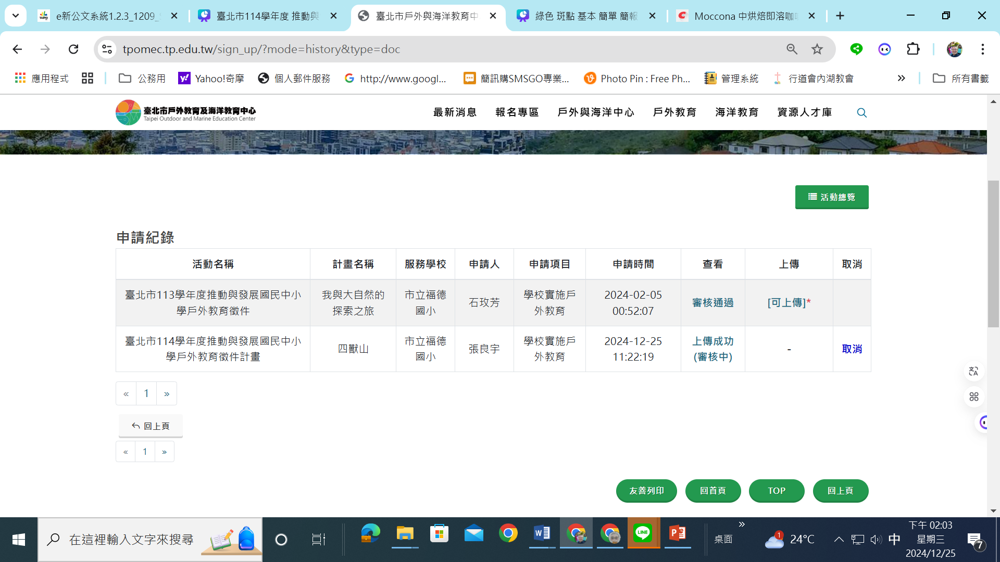 e新公文系統1.2.3_1209_
臺北市114學年度 推動與
臺北市戶外與海洋教育中
綠色 斑點 基本 簡單 簡報
Moccona 中烘焙即溶咖
tpomec.tp.edu.tw/sign_up/?mode=history&type=doc
應用程式
公務用
Yahoo!奇摩
個人郵件服務
http://www.googl...
簡訊購SMSGO專業...
Photo Pin : Free Ph...
管理系統
行道會內湖教會
»
所有書籤
臺北市戶外教育及海洋教育中心
Taipei Outdoor and Marine Education Center
最新消息 報名專區 戶外與海洋中心 戶外教育 海洋教育 資源人才庫
活動總覽
申請紀錄
活動名稱 計畫名稱 服務學校 申請人 申請項目 申請時間 查看 上傳 取消
臺北市113學年度推動與發展國民中小
學戶外教育徵件
我與大自然的
探索之旅
市立福德
國小
石玫芳
學校實施戶
外教育
2024-02-05
00:52:07
審核通過
[可上傳]*
臺北市114學年度推動與發展國民中小
學戶外教育徵件計畫
四獸山
市立福德
國小
張良宇
學校實施戶
外教育
2024-12-25
11:22:19
上傳成功
(審核中)
-
取消
« 1 »
回上頁
« 1 »
友善列印 回首頁 TOP 回上頁
在這裡輸入文字來搜尋
LINE
桌面
»
1
24°C
中
下午 02:03
星期三
2024/12/25
7